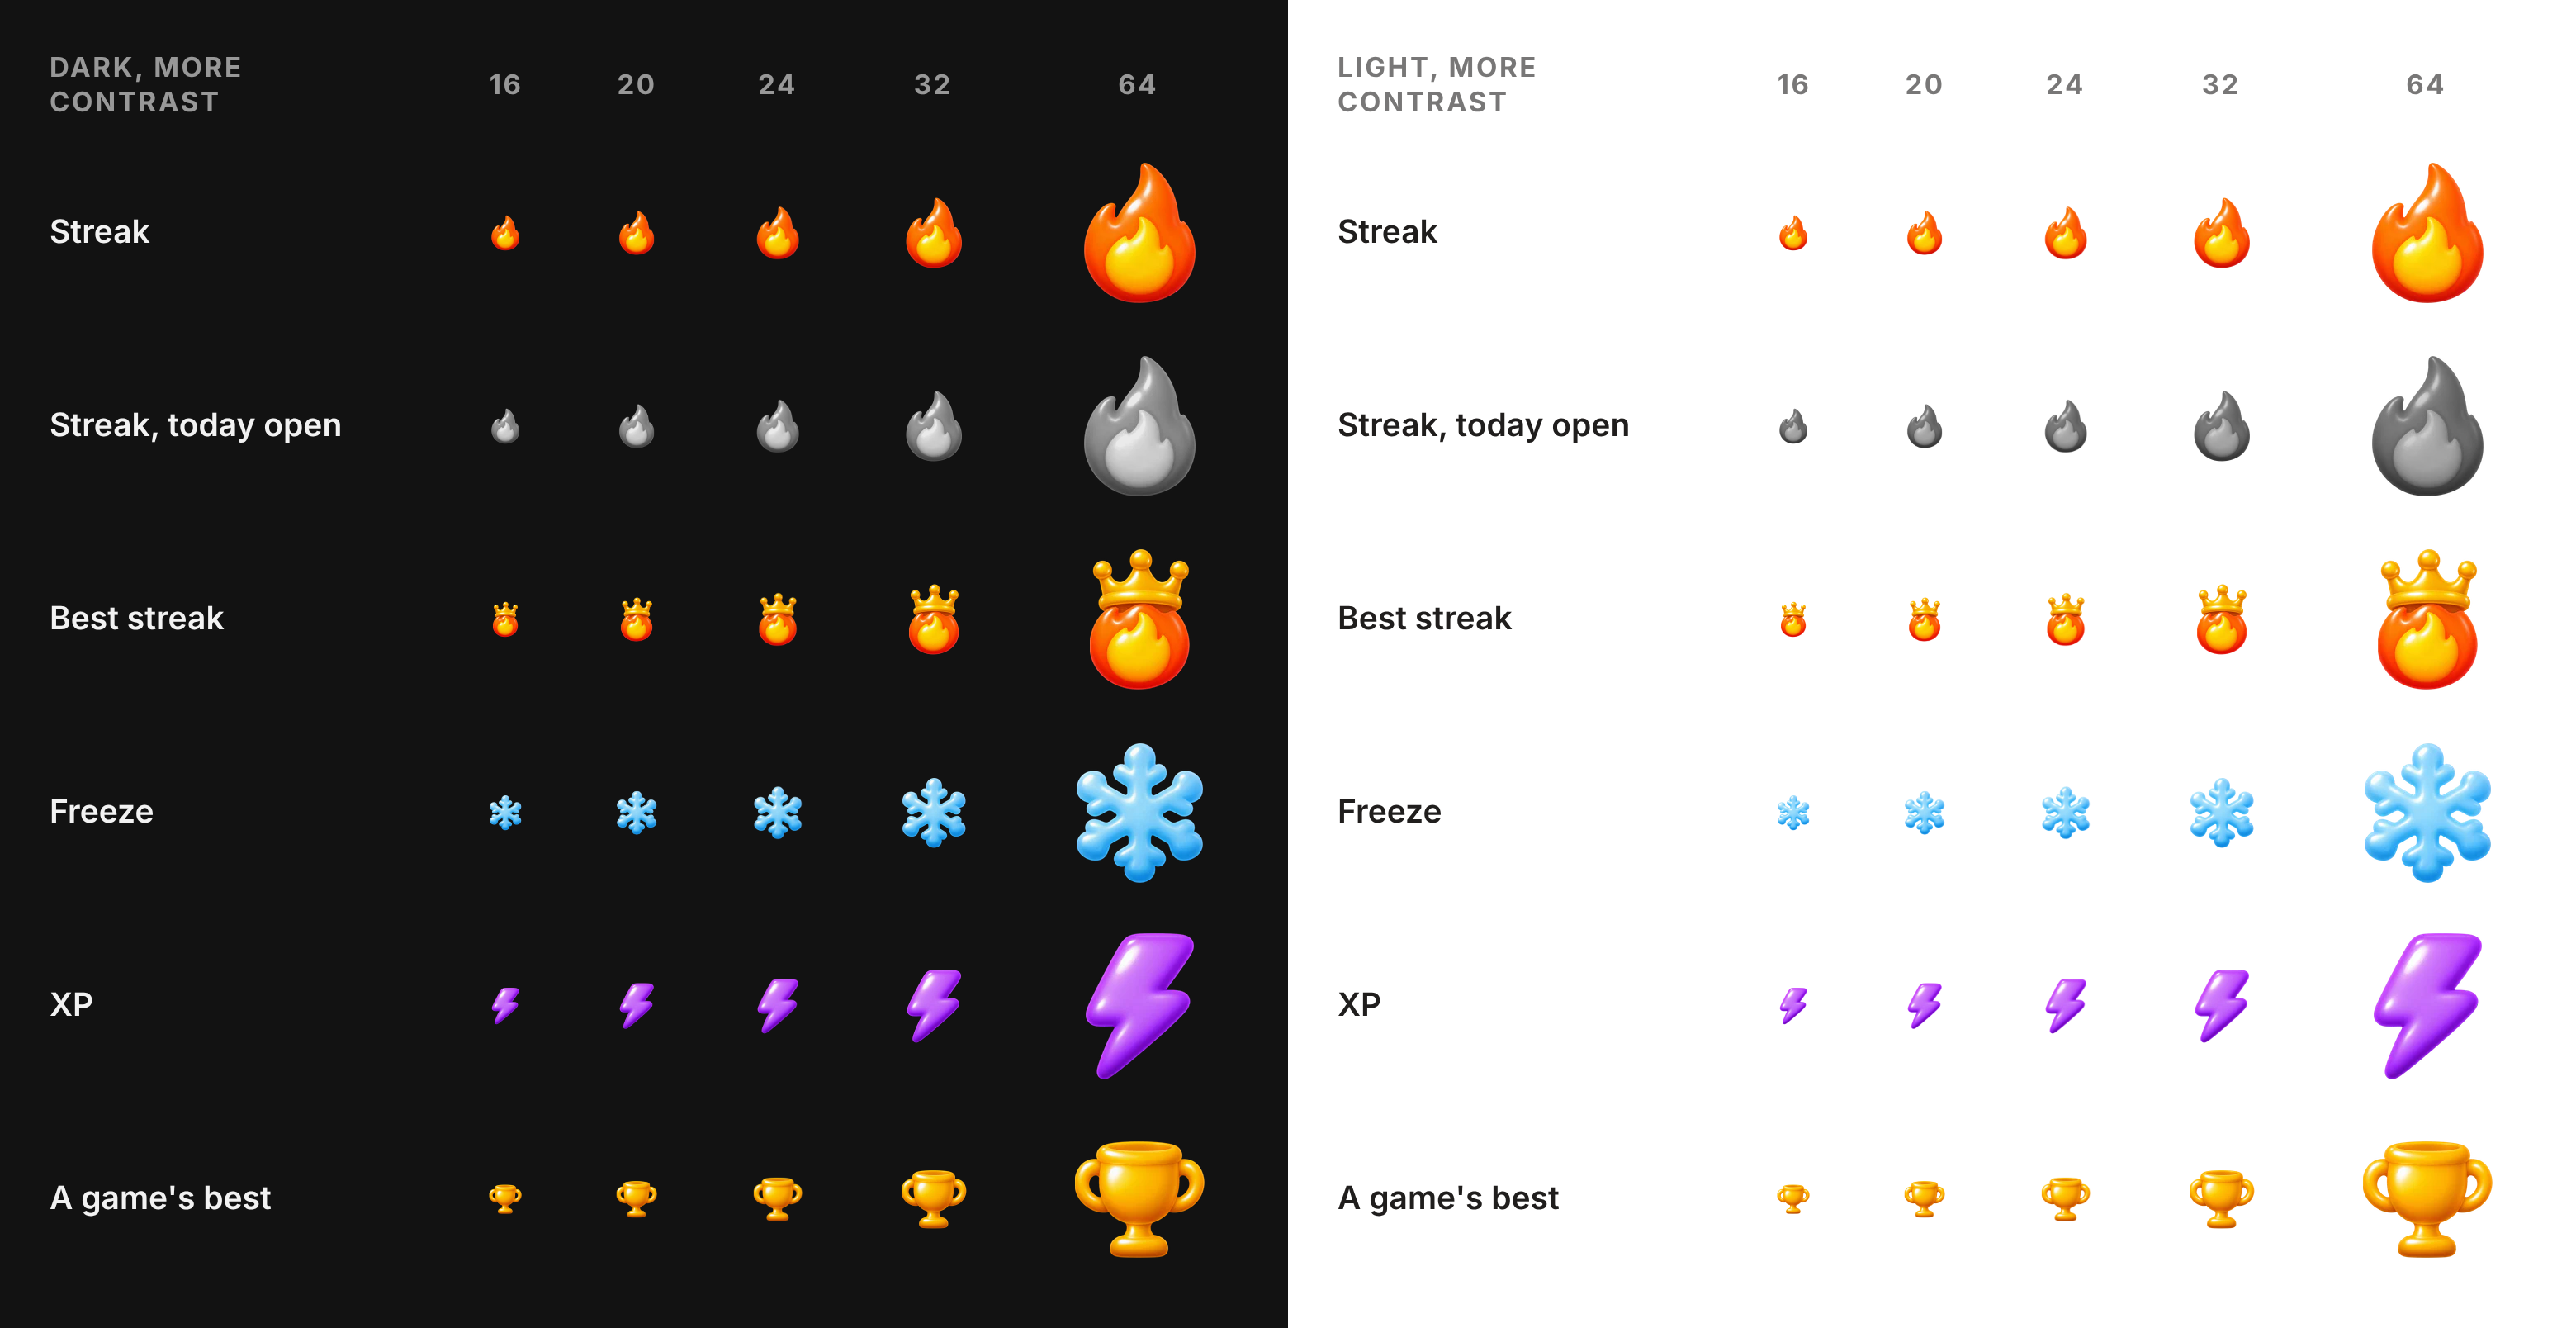 DARK, MORE
CONTRAST
16 20 24 32 64
Streak
Streak, today open
Best streak
Freeze
XP
A game's best
LIGHT, MORE
CONTRAST
16 20 24 32 64
Streak
Streak, today open
Best streak
Freeze
XP
A game's best